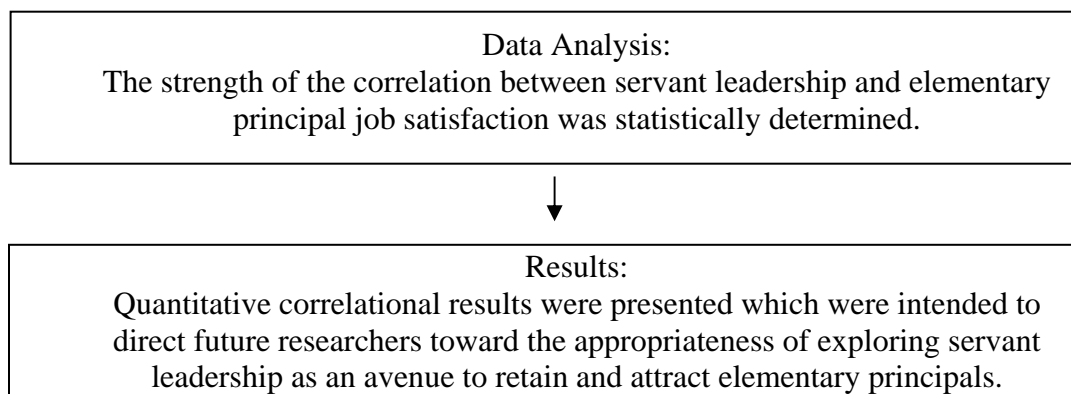 Data Analysis:
The strength of the correlation between servant leadership and elementary
principal job satisfaction was statistically determined.
Results:
Quantitative correlational results were presented which were intended to
direct future researchers toward the appropriateness of exploring servant
leadership as an avenue to retain and attract elementary principals.